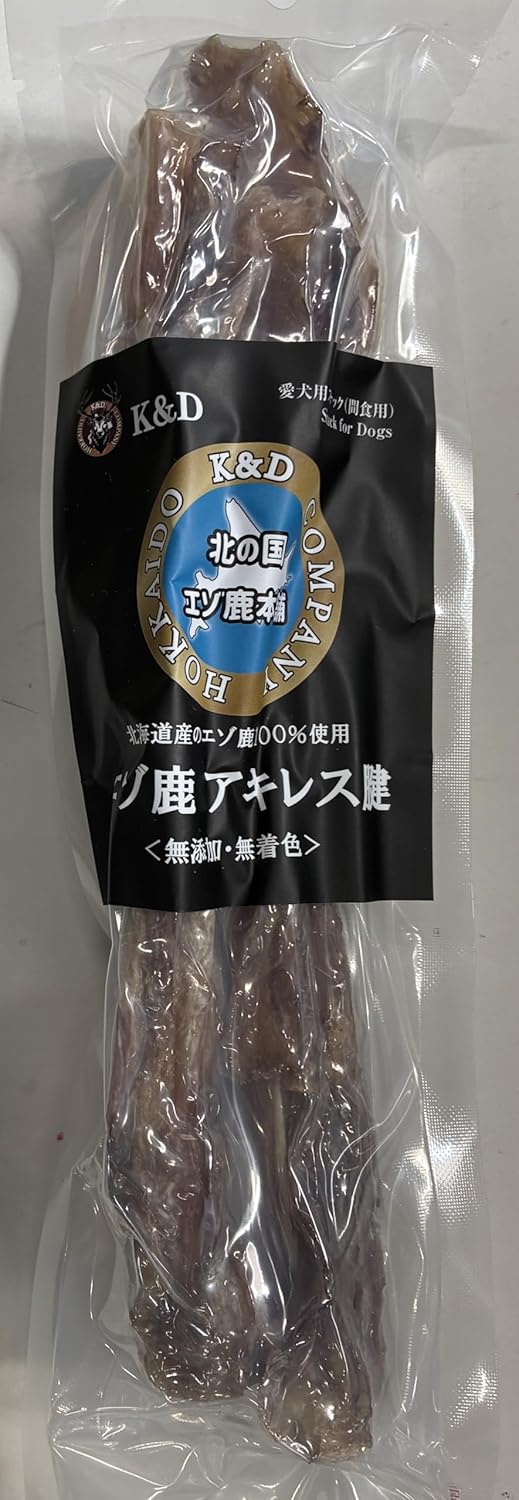 K&D
愛犬用スナック(間食用)
Snack for Dogs
K&D COMPANY HOKKAIDO
K&D COMPANY HOKKAIDO
北の国
エゾ鹿本舗
北海道産のエゾ鹿100%使用
エゾ鹿アキレス腱
<無添加・無着色>